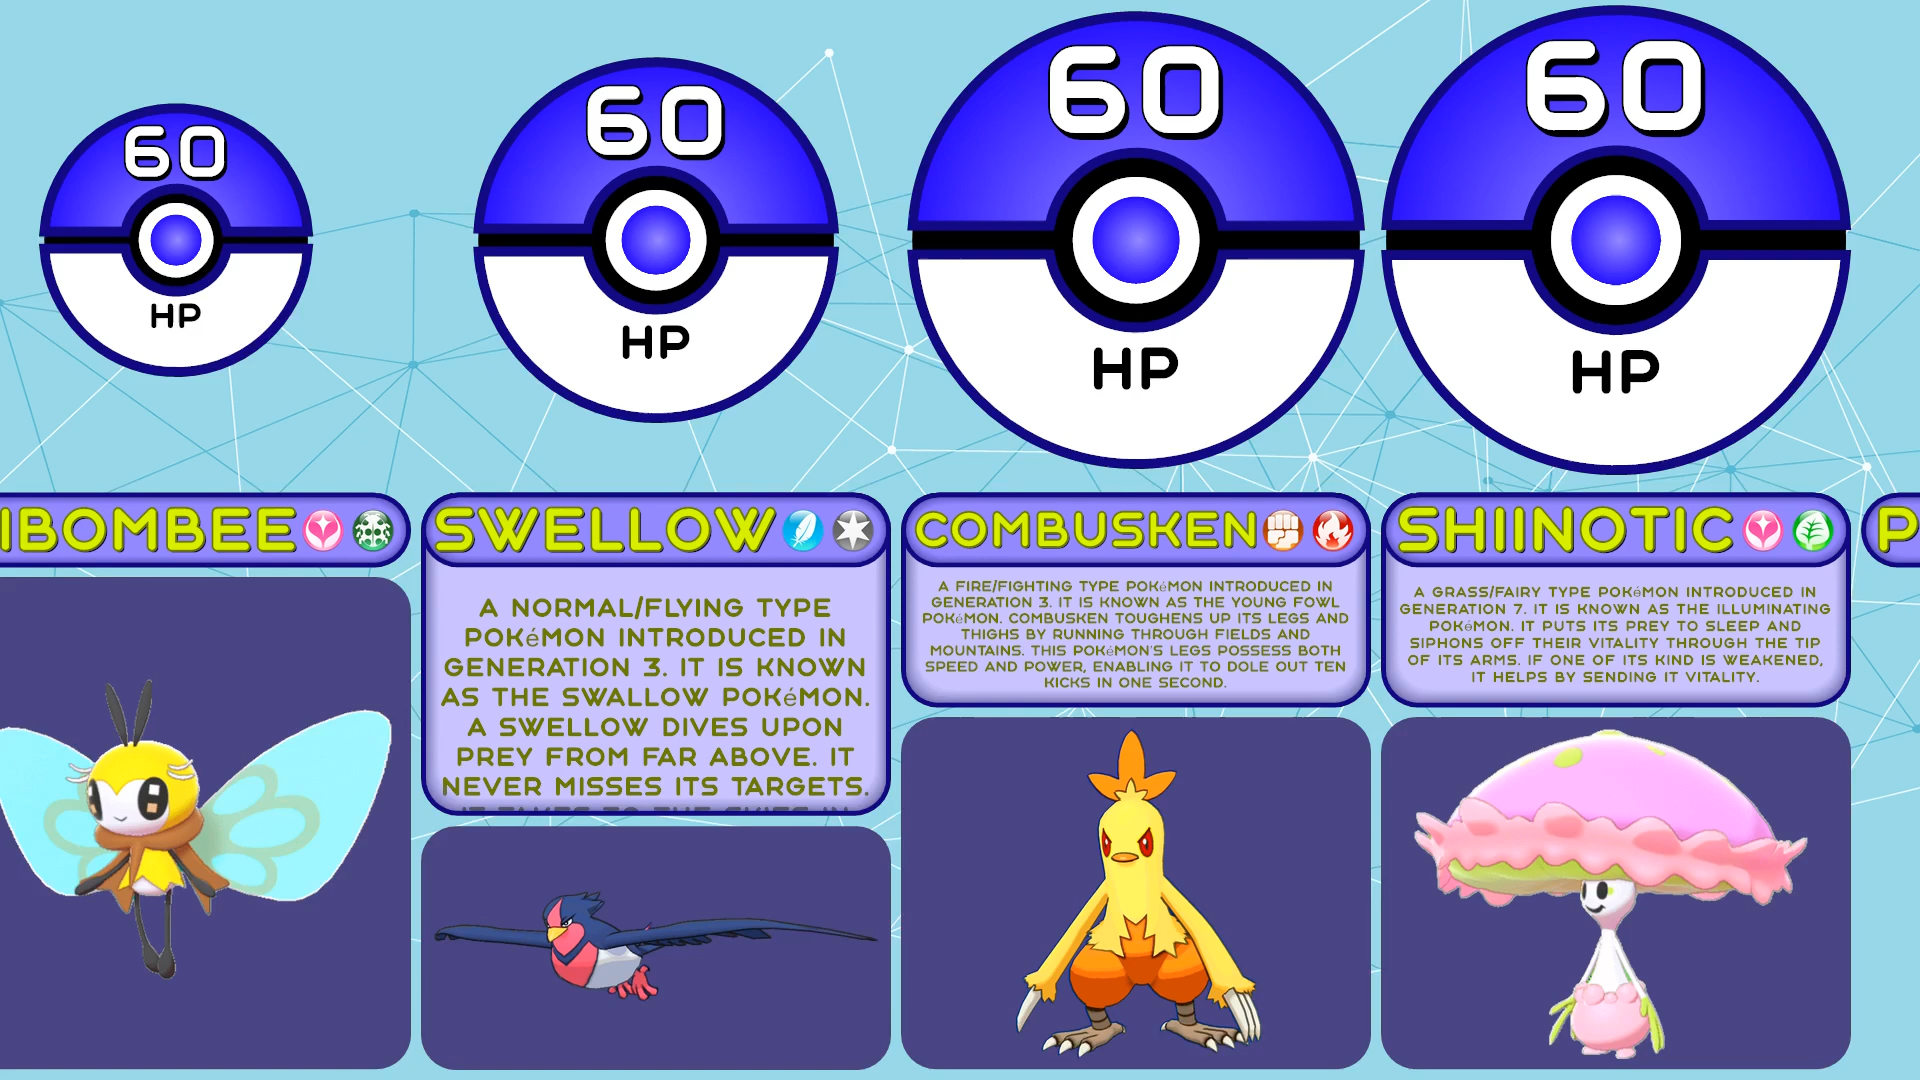 60
HP
60
HP
60
HP
60
HP
IBOMBEE
SWELLOW
A NORMAL/FLYING TYPE
POKéMON INTRODUCED IN
GENERATION 3. IT IS KNOWN
AS THE SWALLOW POKéMON.
A SWELLOW DIVES UPON
PREY FROM FAR ABOVE. IT
NEVER MISSES ITS TARGETS.
IT TAKES TO THE SKIES IN
COMBUSKEN
A FIRE/FIGHTING TYPE POKéMON INTRODUCED IN
GENERATION 3. IT IS KNOWN AS THE YOUNG FOWL
POKéMON. COMBUSKEN TOUGHENS UP ITS LEGS AND
THIGHS BY RUNNING THROUGH FIELDS AND
MOUNTAINS. THIS POKéMON'S LEGS POSSESS BOTH
SPEED AND POWER, ENABLING IT TO DOLE OUT TEN
KICKS IN ONE SECOND.
SHIINOTIC
A GRASS/FAIRY TYPE POKéMON INTRODUCED IN
GENERATION 7. IT IS KNOWN AS THE ILLUMINATING
POKéMON. IT PUTS ITS PREY TO SLEEP AND
SIPHONS OFF THEIR VITALITY THROUGH THE TIP
OF ITS ARMS. IF ONE OF ITS KIND IS WEAKENED,
IT HELPS BY SENDING IT VITALITY.
P